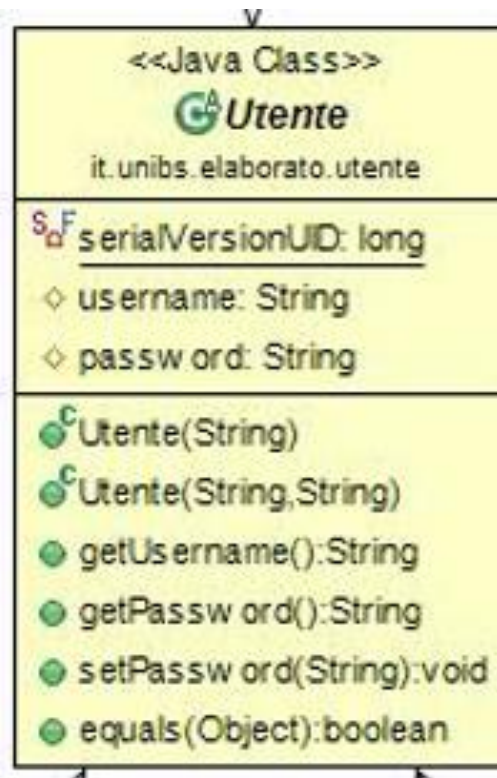 <<Java Class>>
Utente
it.unibs.elaborato.utente
serialVersionUID: long
username: String
password: String
Utente(String)
Utente(String,String)
getUsername():String
getPassword():String
setPassword(String):void
equals(Object):boolean